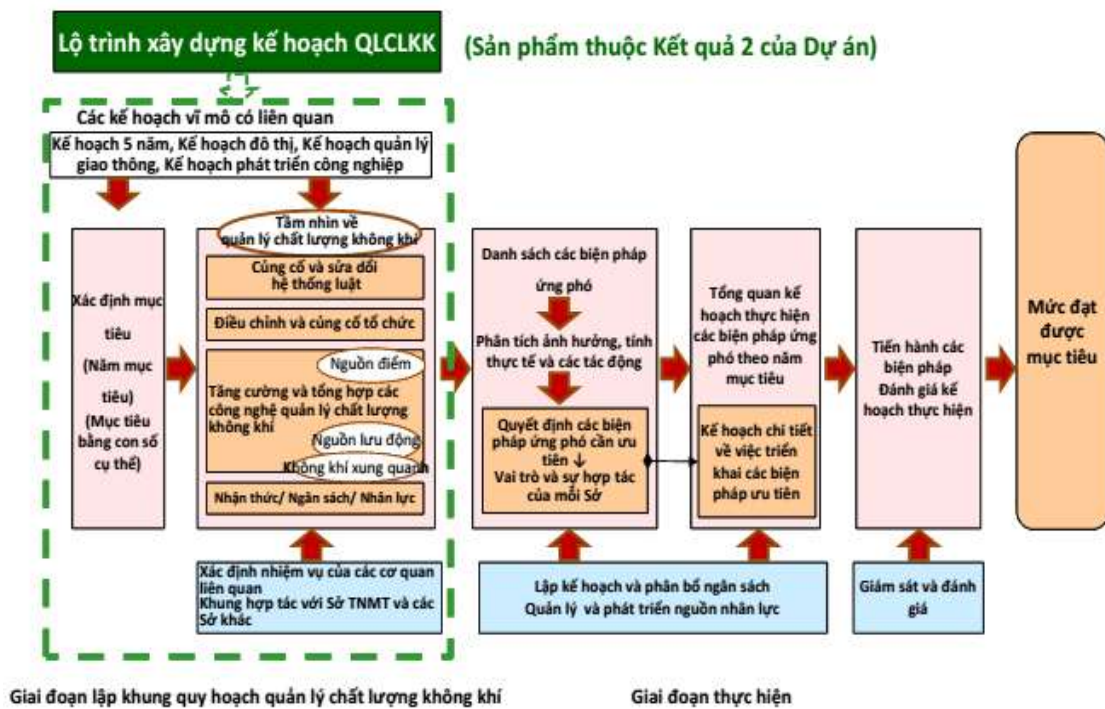 Lộ trình xây dựng kế hoạch QLCLKK
(Sản phẩm thuộc Kết quả 2 của Dự án)
Các kế hoạch vĩ mô có liên quan
Kế hoạch 5 năm, Kế hoạch đô thị, Kế hoạch quản lý
giao thông, Kế hoạch phát triển công nghiệp
Xác định mục
tiêu
(Năm mục
tiêu)
(Mục tiêu
bằng con số
cụ thể)
Tầm nhìn về
quản lý chất lượng không khí
Củng cố và sửa dổi
hệ thống luật
Điều chỉnh và củng cố tổ chức
Nguồn điểm
Tăng cường và tổng hợp các
công nghệ quản lý chất lượng
không khí
Nguồn lưu động
Không khí xung quanh
Nhận thức/ Ngân sách/ Nhân lực
Xác định nhiệm vụ của các cơ quan
liên quan
Khung hợp tác với Sở TNMT và các
Sở khác
Danh sách các biện pháp
ứng phó
Phân tích ảnh hưởng, tính
thực tế và các tác động
Quyết định các biện
pháp ứng phó cần ưu
tiên ↓
Vai trò và sự hợp tác
của mỗi Sở
Tổng quan kế
hoạch thực hiện
các biện pháp ứng
phó theo năm
mục tiêu
Kế hoạch chi tiết
về việc triển
khai các biện
pháp ưu tiên
Lập kế hoạch và phân bổ ngân sách
Quản lý và phát triển nguồn nhân lực
Tiến hành các
biện pháp
Đánh giá kế
hoạch thực hiện
Giám sát và đánh
giá
Mức đạt
được
mục tiêu
Giai đoạn lập khung quy hoạch quản lý chất lượng không khí
Giai đoạn thực hiện